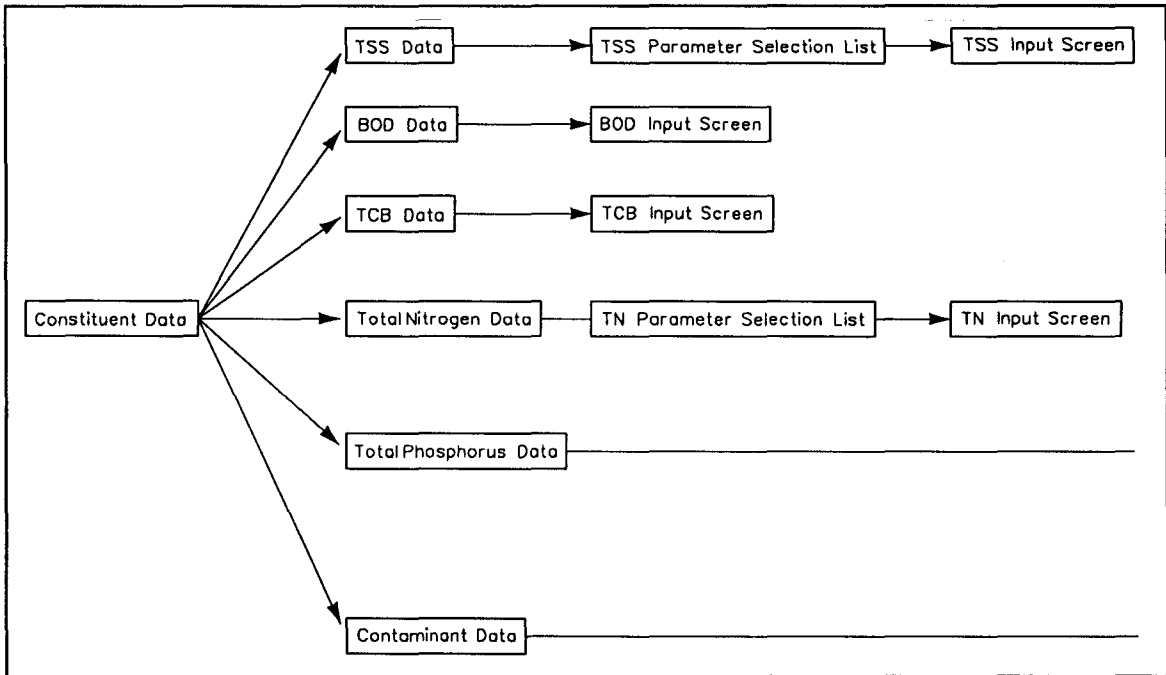 TSS Data
TSS Parameter Selection List
TSS Input Screen
BOD Data
BOD Input Screen
TCB Data
TCB Input Screen
Constituent Data
Total Nitrogen Data
TN Parameter Selection List
TN Input Screen
Total Phosphorus Data
Contaminant Data